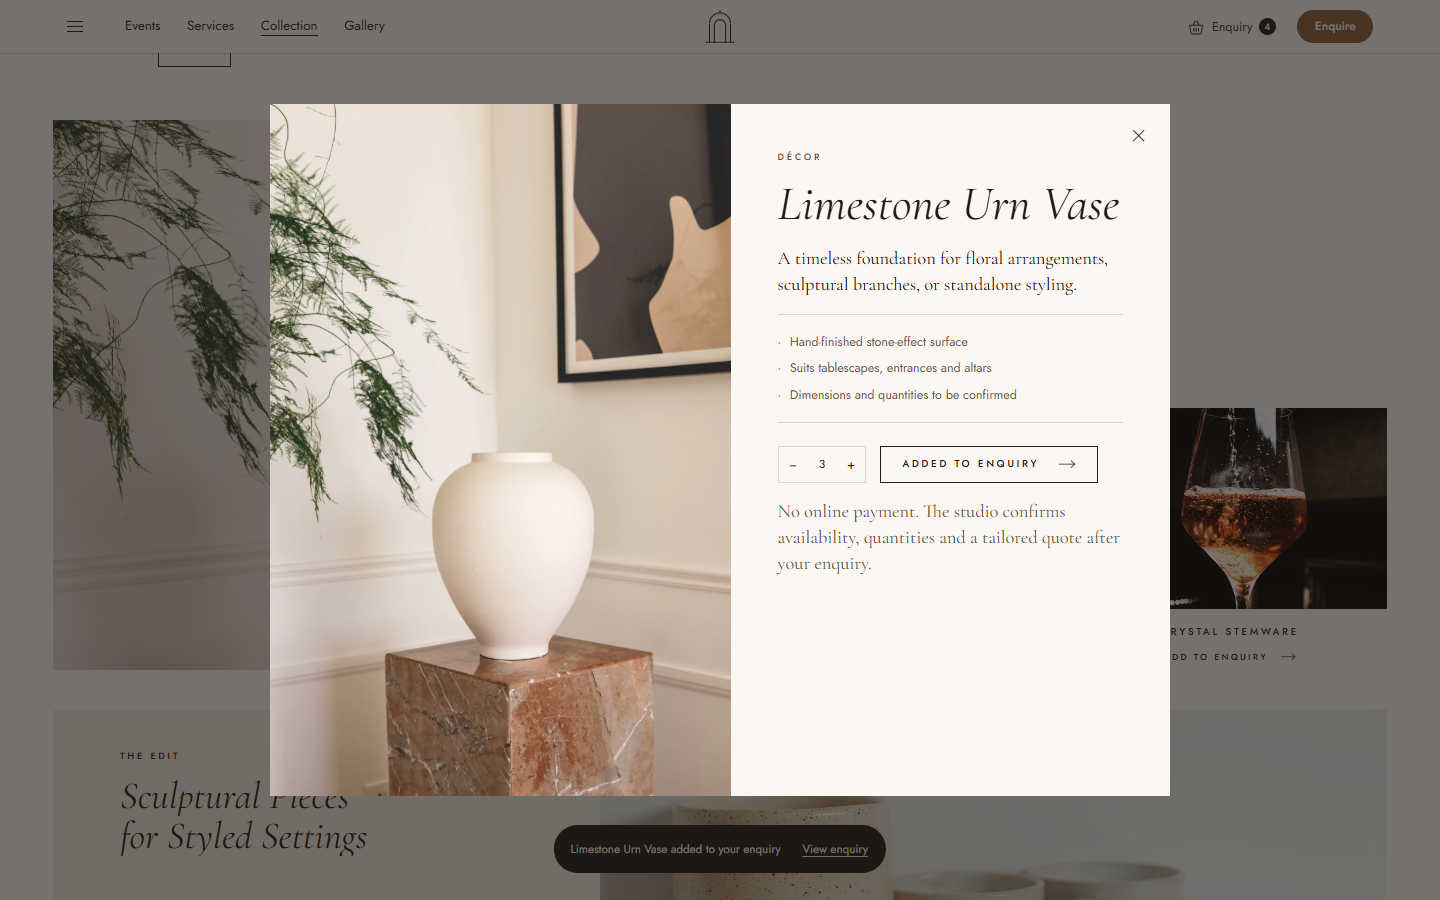 Events
Services
Collection
Gallery
Enquiry
4
Enquire
DÉCOR
Limestone Urn Vase
A timeless foundation for floral arrangements,
sculptural branches, or standalone styling.
· Hand-finished stone-effect surface
· Suits tablescapes, entrances and altars
· Dimensions and quantities to be confirmed
− 3 +
ADDED TO ENQUIRY
No online payment. The studio confirms
availability, quantities and a tailored quote after
your enquiry.
RYSTAL STEMWARE
DD TO ENQUIRY
THE EDIT
Sculptural Pieces
for Styled Settings
Limestone Urn Vase added to your enquiry
View enquiry